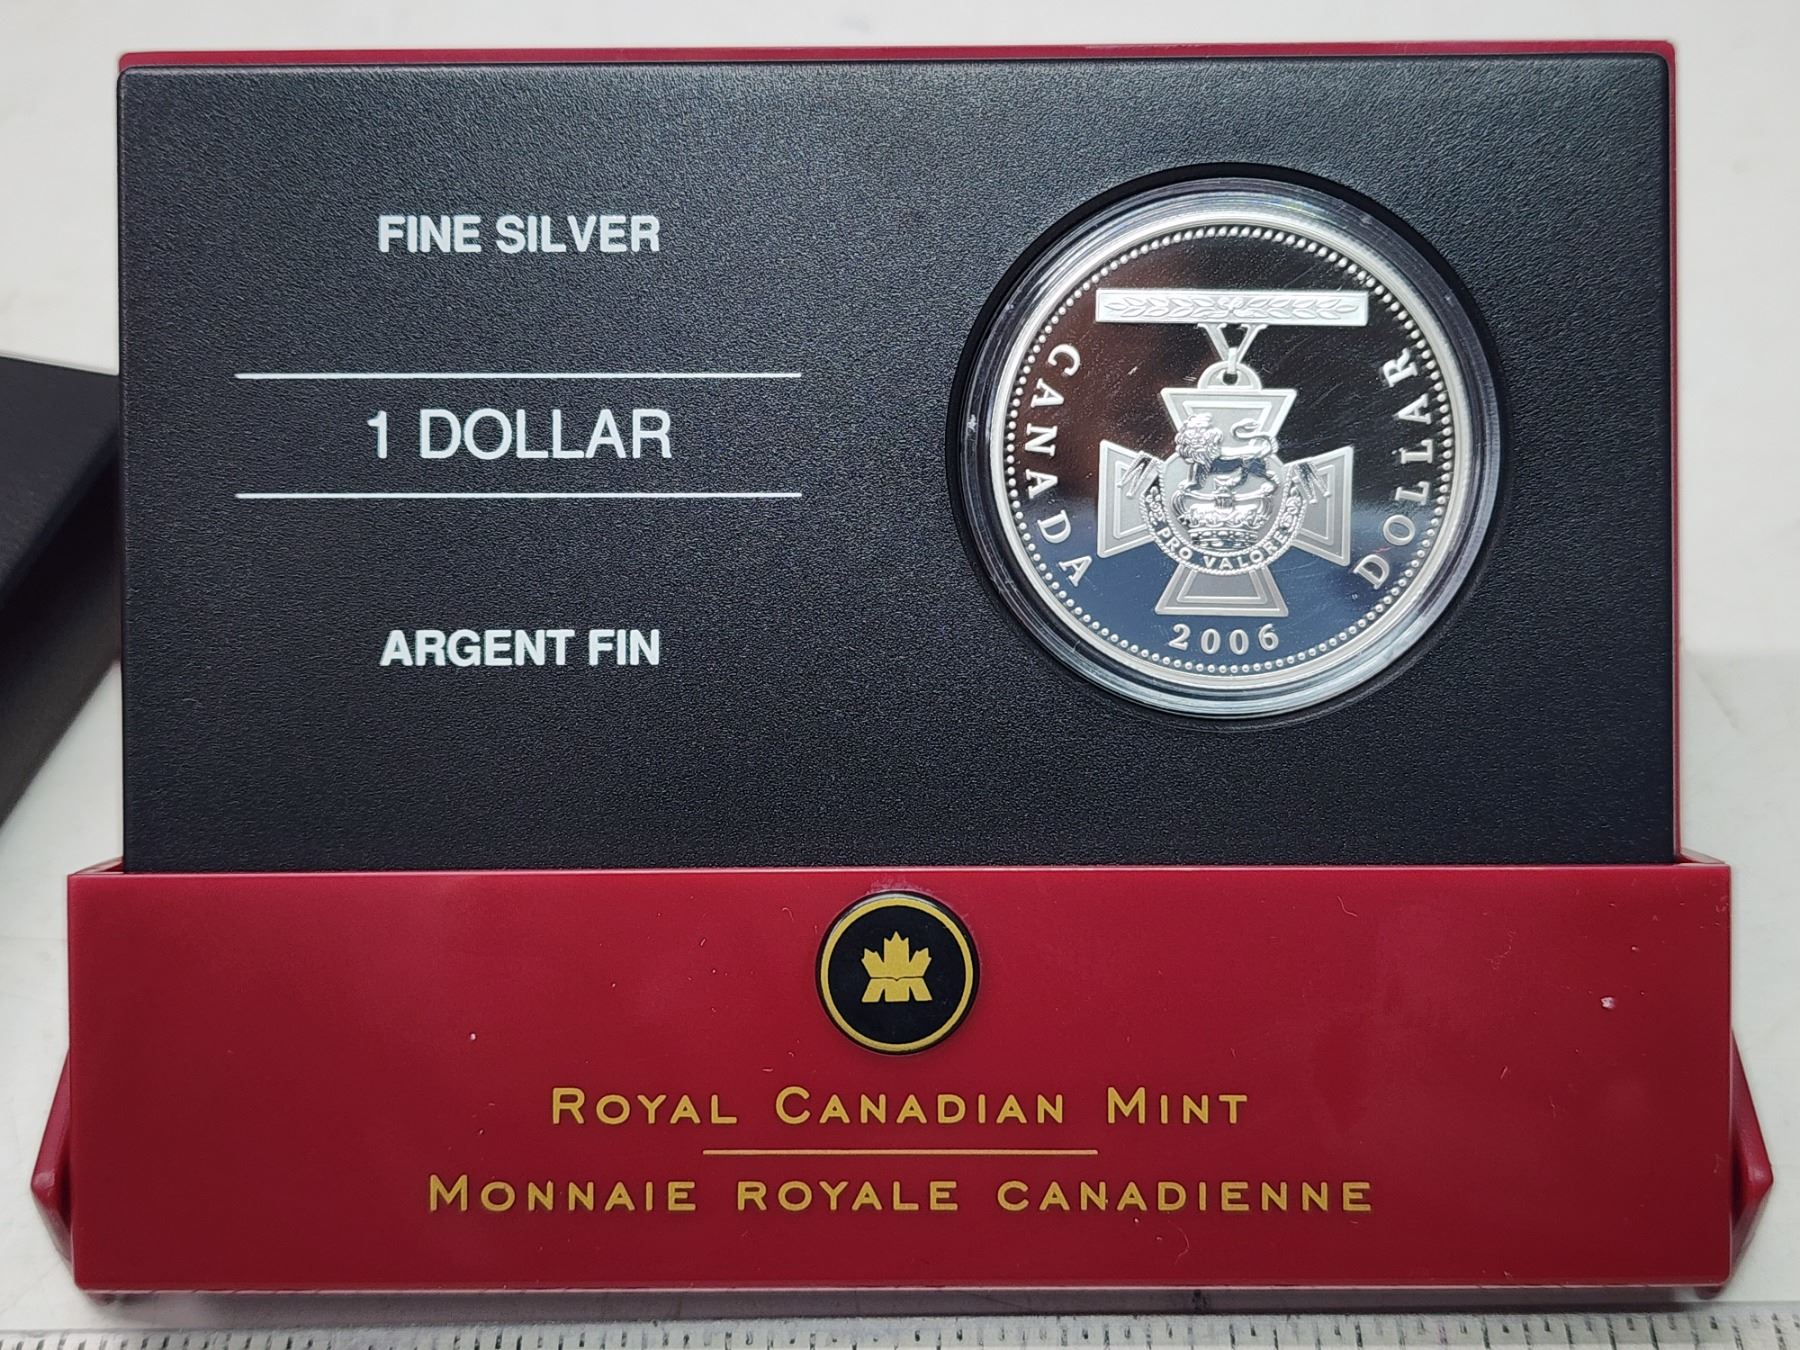 FINE SILVER
1 DOLLAR
ARGENT FIN
CANADA
DOLLAR
PRO VALORE
2006
ROYAL CANADIAN MINT
MONNAIE ROYALE CANADIENNE